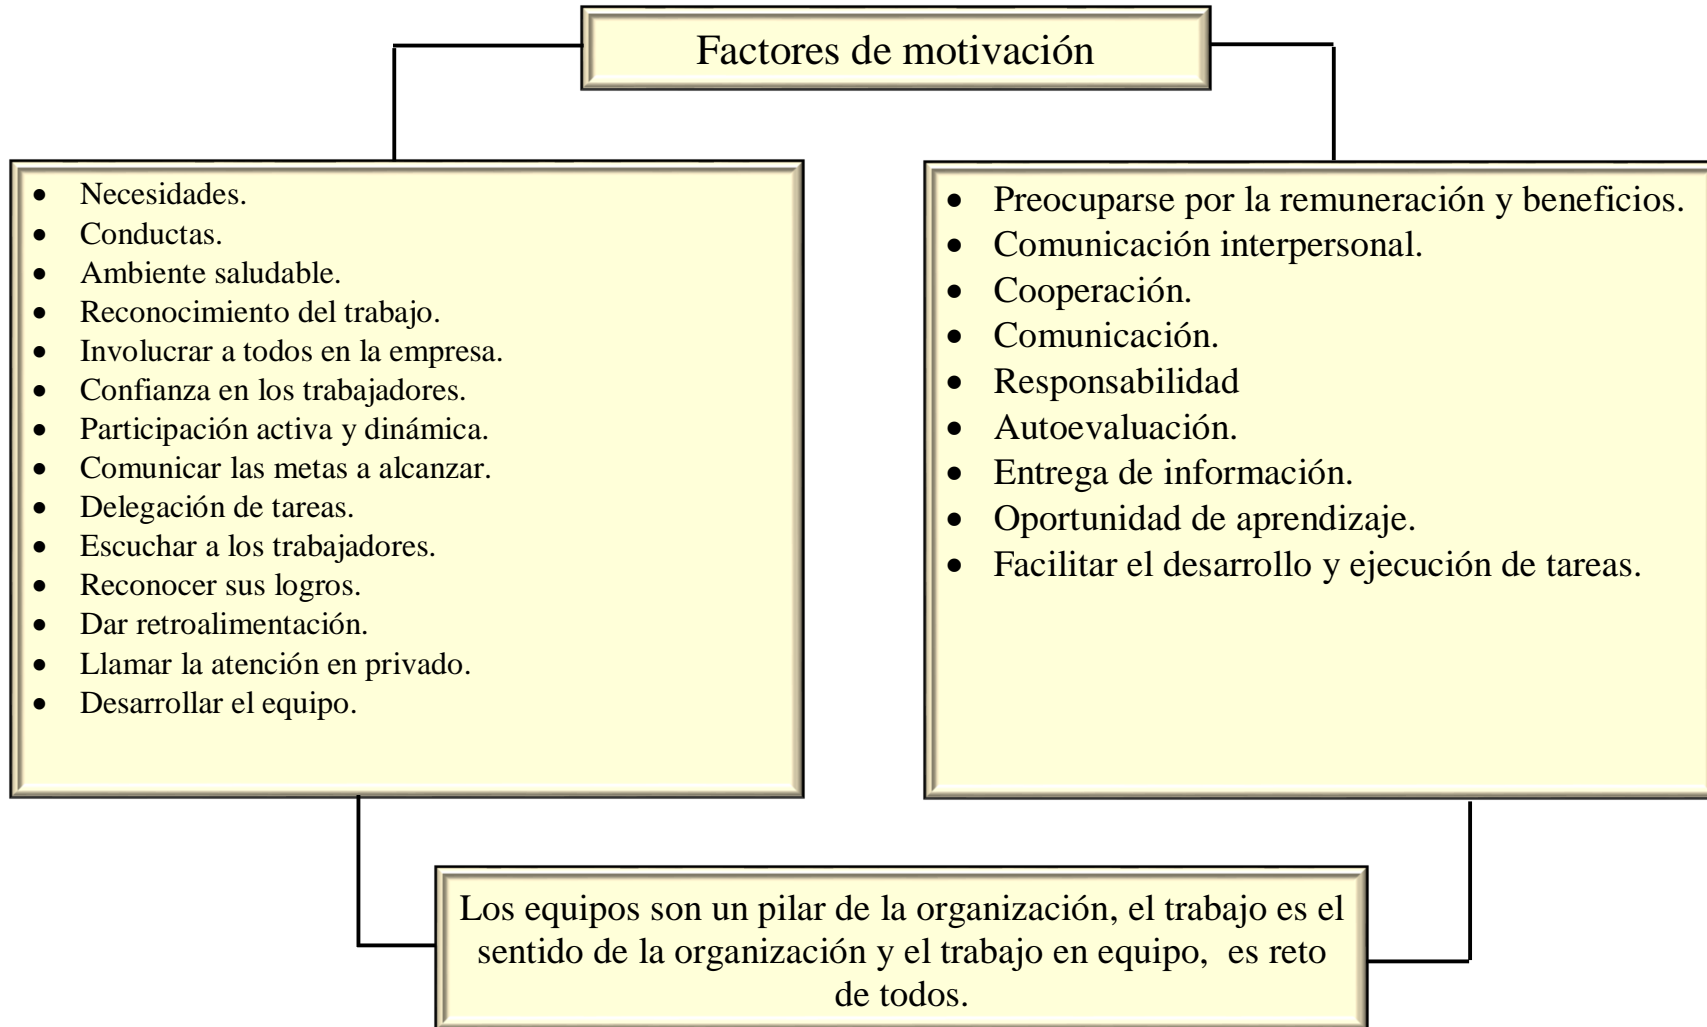 Factores de motivación
• Necesidades.
• Conductas.
• Ambiente saludable.
• Reconocimiento del trabajo.
• Involucrar a todos en la empresa.
• Confianza en los trabajadores.
• Participación activa y dinámica.
• Comunicar las metas a alcanzar.
• Delegación de tareas.
• Escuchar a los trabajadores.
• Reconocer sus logros.
• Dar retroalimentación.
• Llamar la atención en privado.
• Desarrollar el equipo.
• Preocuparse por la remuneración y beneficios.
• Comunicación interpersonal.
• Cooperación.
• Comunicación.
• Responsabilidad
• Autoevaluación.
• Entrega de información.
• Oportunidad de aprendizaje.
• Facilitar el desarrollo y ejecución de tareas.
Los equipos son un pilar de la organización, el trabajo es el
sentido de la organización y el trabajo en equipo,  es reto
de todos.